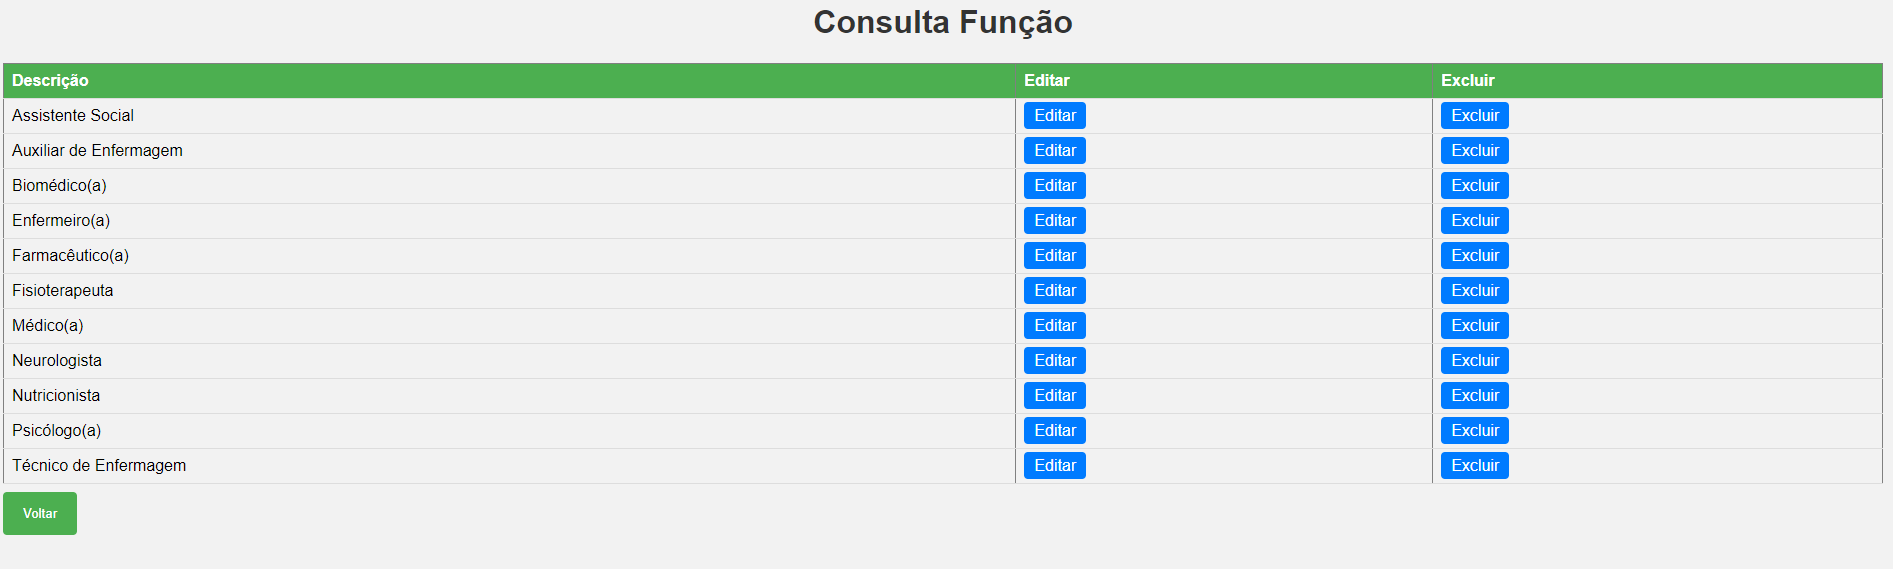 Consulta Função
Descrição Editar Excluir
Assistente Social Editar Excluir
Auxiliar de Enfermagem Editar Excluir
Biomédico(a) Editar Excluir
Enfermeiro(a) Editar Excluir
Farmacêutico(a) Editar Excluir
Fisioterapeuta Editar Excluir
Médico(a) Editar Excluir
Neurologista Editar Excluir
Nutricionista Editar Excluir
Psicólogo(a) Editar Excluir
Técnico de Enfermagem Editar Excluir
Voltar